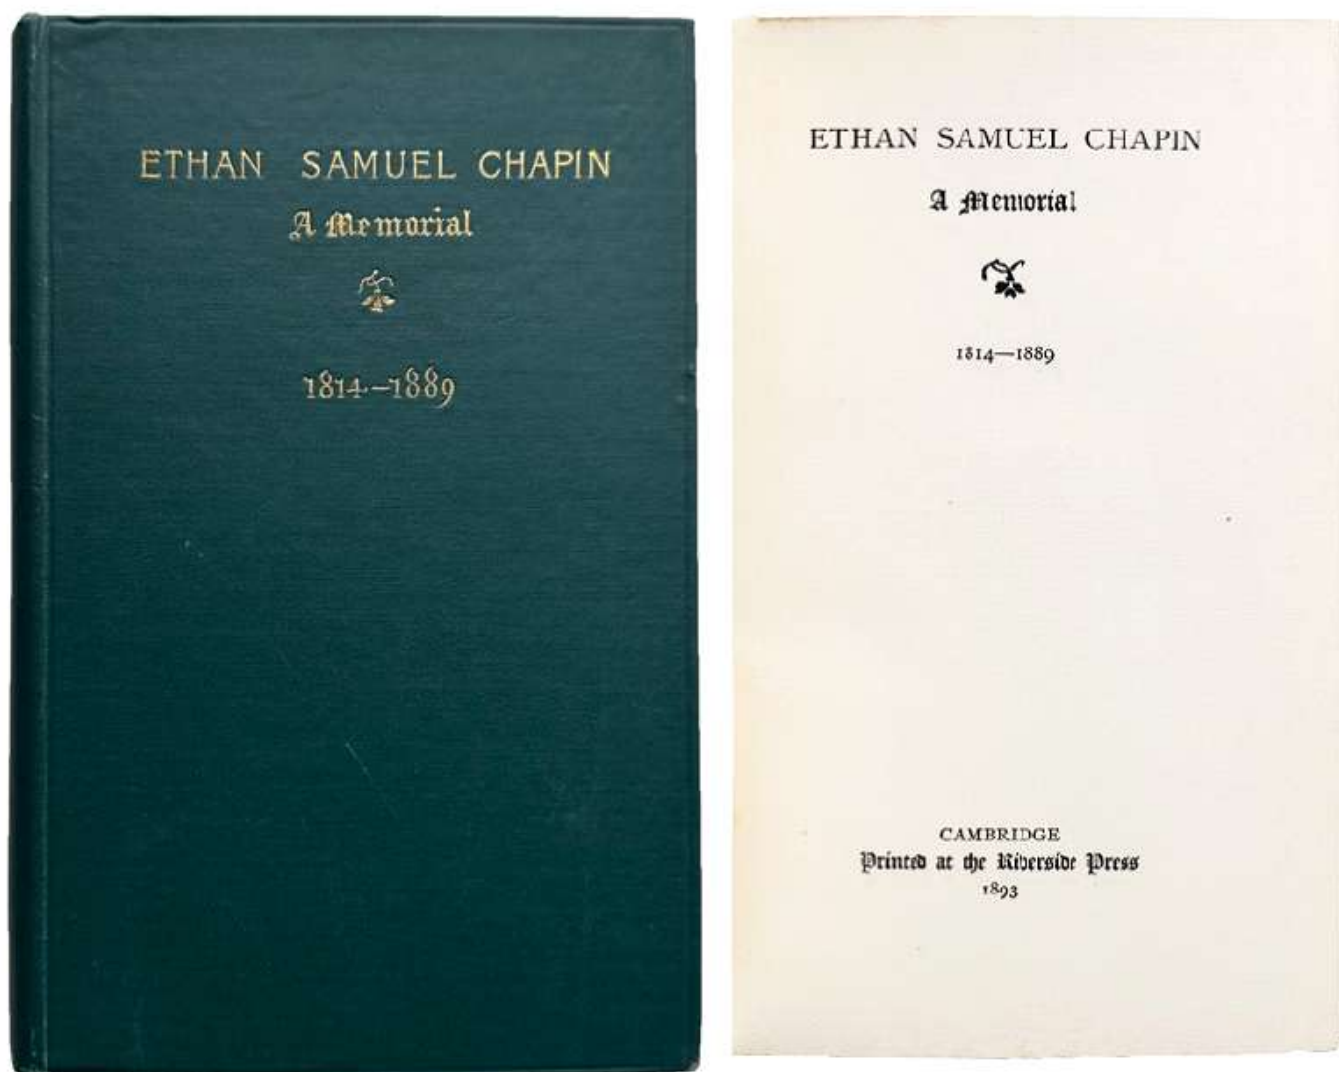 ETHAN SAMUEL CHAPIN
A Memorial
1814–1889
ETHAN SAMUEL CHAPIN
A Memorial
1814—1889
CAMBRIDGE
Printed at the Riverside Press
1893